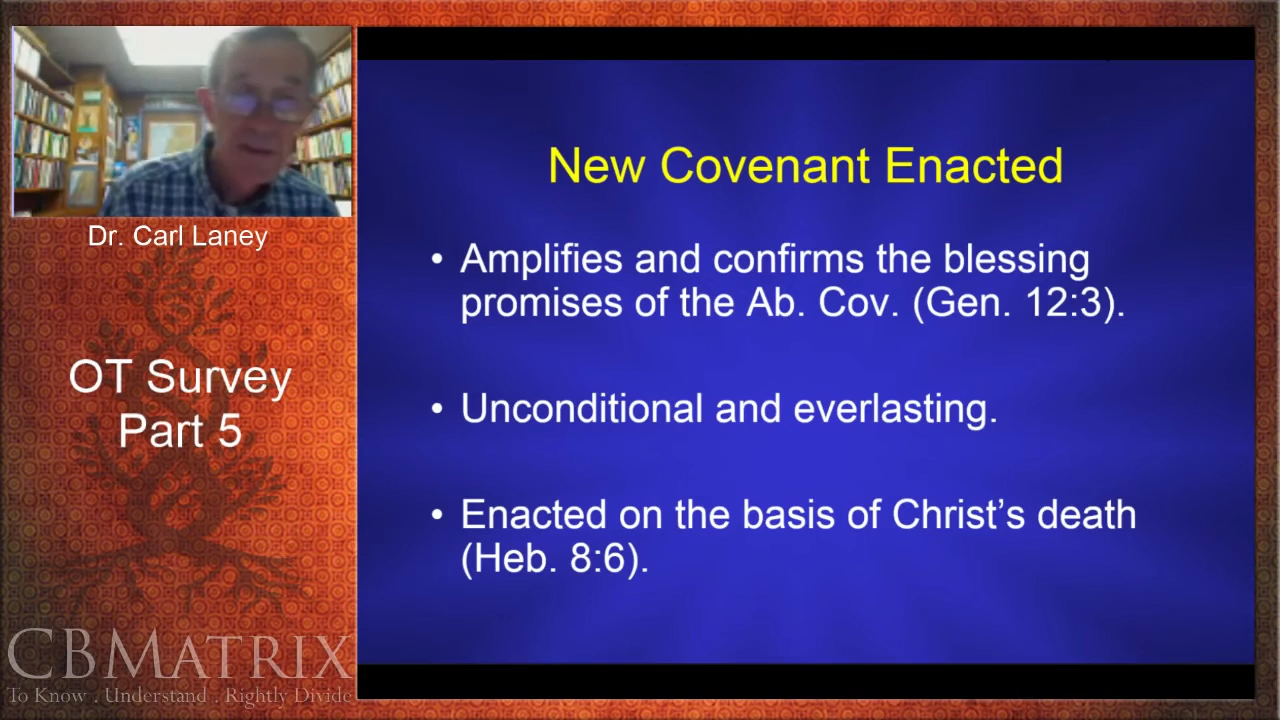 Dr. Carl Laney
OT Survey
Part 5
CBMATRIX
To Know . Understand . Rightly Divide
New Covenant Enacted
• Amplifies and confirms the blessing
promises of the Ab. Cov. (Gen. 12:3).
• Unconditional and everlasting.
• Enacted on the basis of Christ’s death
(Heb. 8:6).